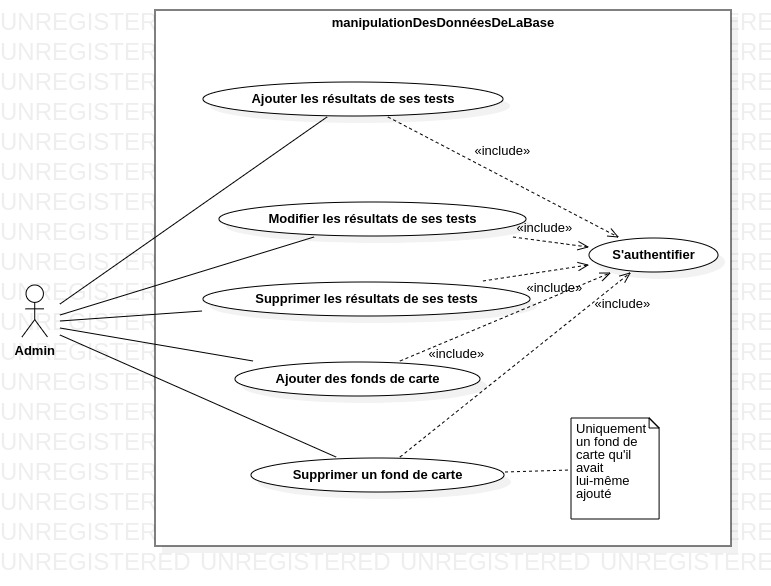 manipulationDesDonnéesDeLaBase
Ajouter les résultats de ses tests
«include»
Modifier les résultats de ses tests
«include»
S'authentifier
Supprimer les résultats de ses tests
«include»
«include»
Admin
«include»
Ajouter des fonds de carte
Supprimer un fond de carte
Uniquement
un fond de
carte qu'il
avait
lui-même
ajouté
UNREGISTERED UNREGISTERED UNREGISTERED UNREGISTERED